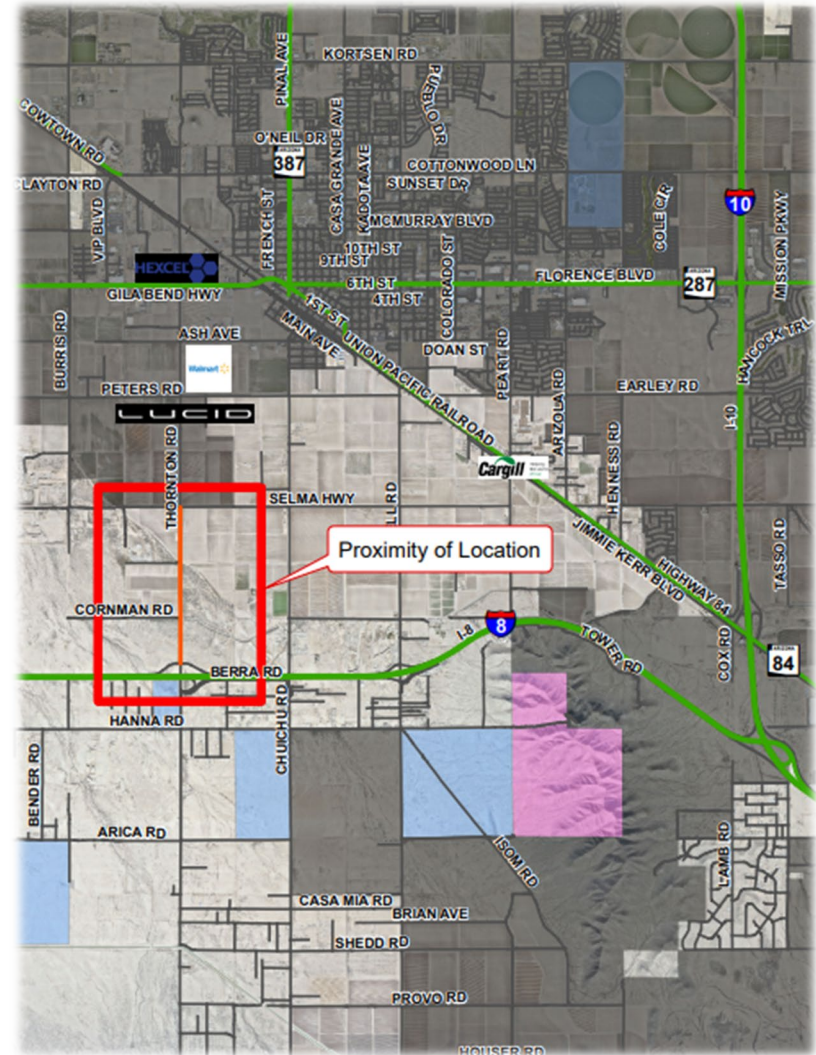 KORTSEN RD
PINAL AVE
PUEBLO DR
COWTOWN RD
O'NEIL DR
387
CASA GRANDE AVE
KADOTA AVE
COTTONWOOD LN
CLAYTON RD
SUNSET DR
10
VIP BLVD
FRENCH ST
MCMURRAY BLVD
COLE CIR
MISSION PKWY
10TH ST
9TH ST
COLORADO ST
HEXCEL
6TH ST
FLORENCE BLVD
ARIZONA
287
GILA BEND HWY
4TH ST
1ST ST
BURRIS RD
ASH AVE
MAIN AVE
UNION PACIFIC RAILROAD
DOAN ST
PEART RD
HANCOCK TRL
Walmart
PETERS RD
ARIZOLA RD
EARLEY RD
LUCID
I-10
THORNTON RD
HENNESS RD
Cargill
SELMA HWY
LL RD
JIMMIE KERR BLVD
HIGHWAY 84
TASSO RD
Proximity of Location
CORNMAN RD
I-8
8
TOWER RD
COX RD
ARIZONA
84
BERRA RD
HANNA RD
CHUICHU RD
BENDER RD
ARICA RD
ISOM RD
LAMB RD
CASA MIA RD
BRIAN AVE
SHEDD RD
PROVO RD
HOUSER RD